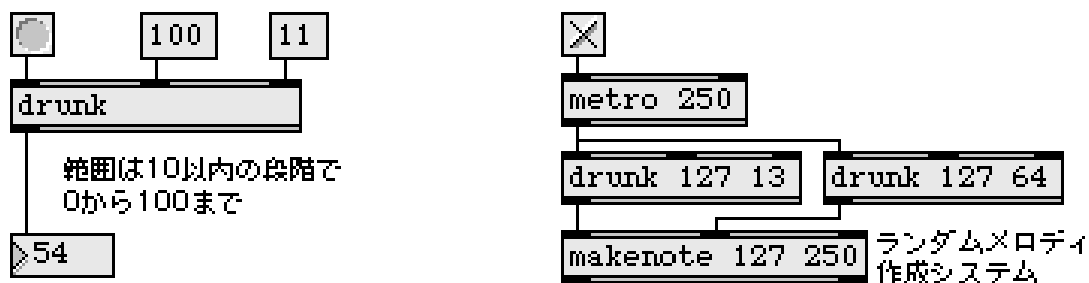 100
11
drunk
範囲は10以内の段階で
0から100まで
54
metro 250
drunk 127 13
drunk 127 64
makenote 127 250
ランダムメロディ
作成システム